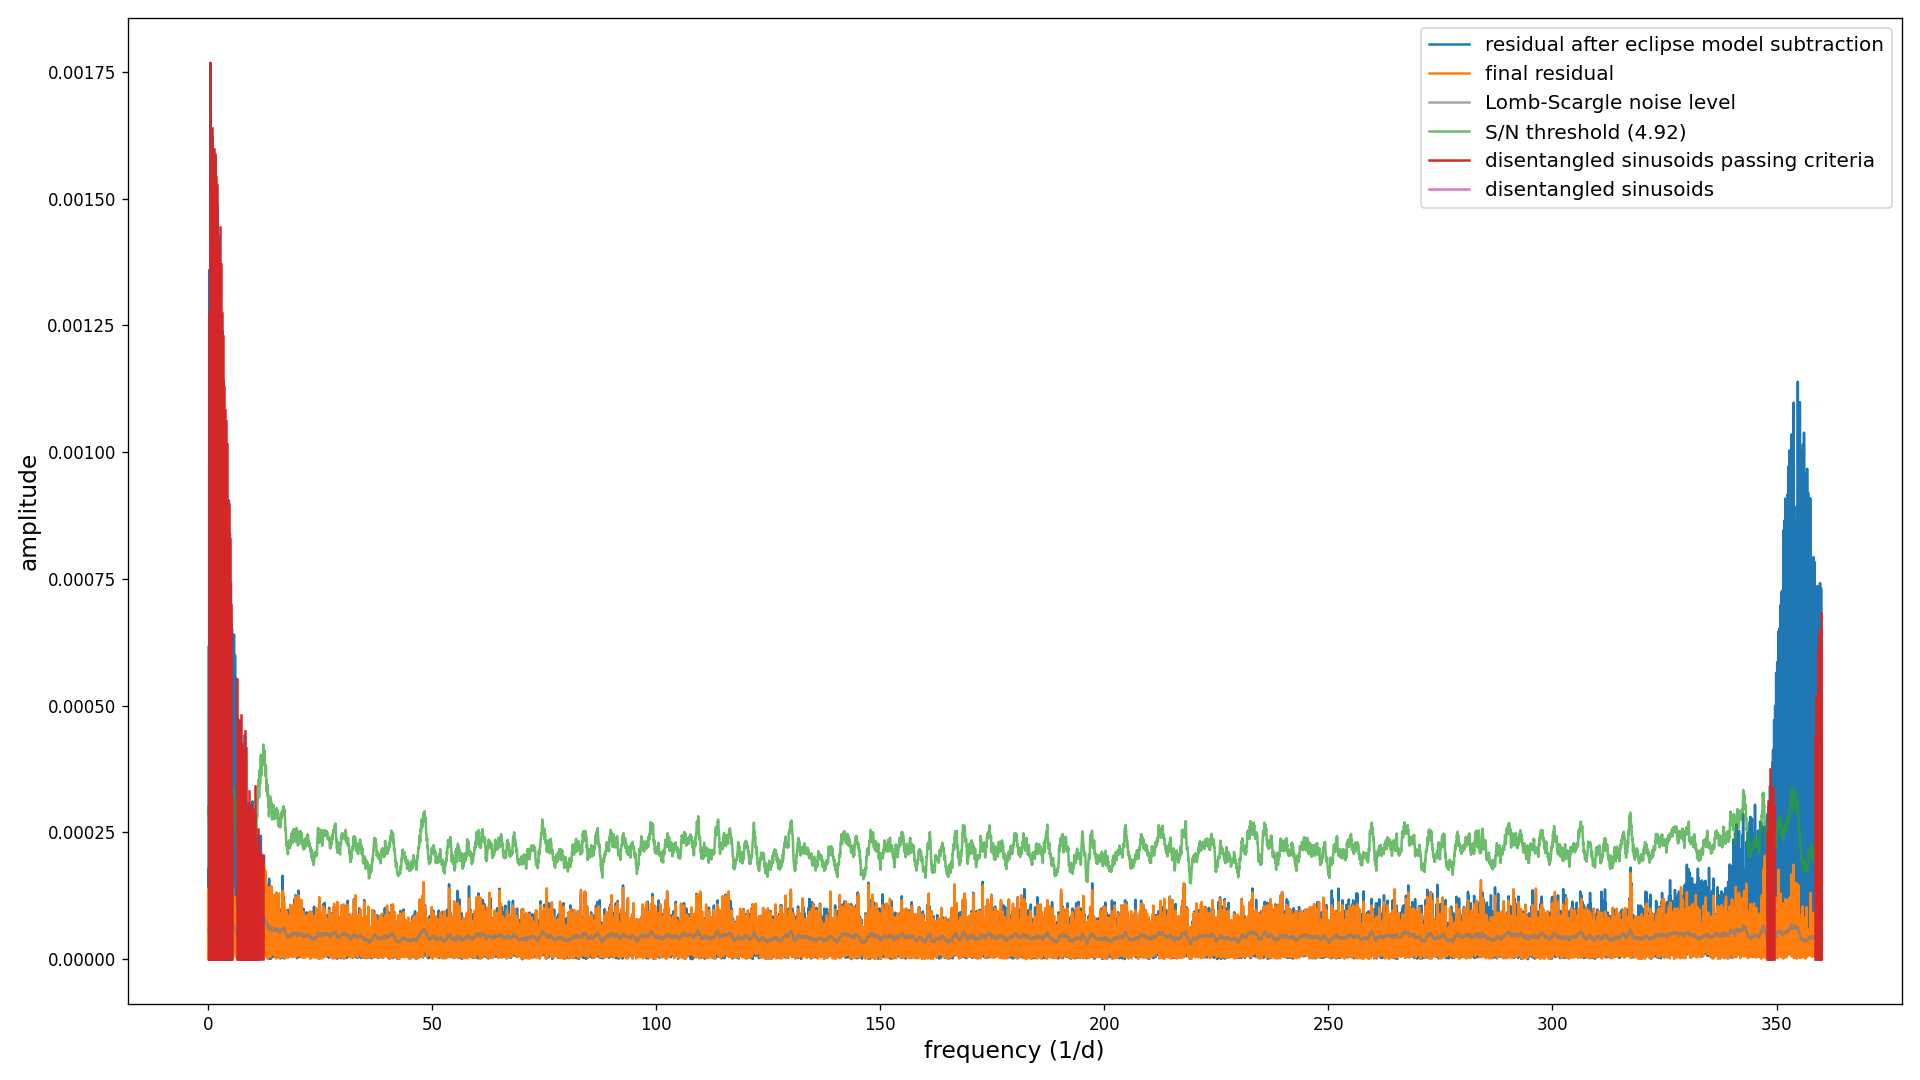 residual after eclipse model subtraction
final residual
Lomb-Scargle noise level
S/N threshold (4.92)
disentangled sinusoids passing criteria
disentangled sinusoids
amplitude
0.00175
0.00150
0.00125
0.00100
0.00075
0.00050
0.00025
0.00000
0 50 100 150 200 250 300 350
frequency (1/d)